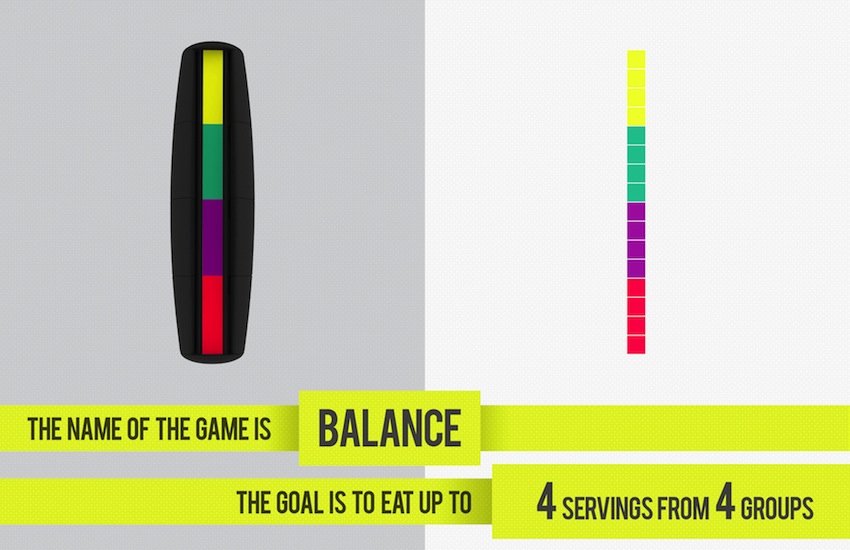 THE NAME OF THE GAME IS BALANCE
THE GOAL IS TO EAT UP TO 4 SERVINGS FROM 4 GROUPS